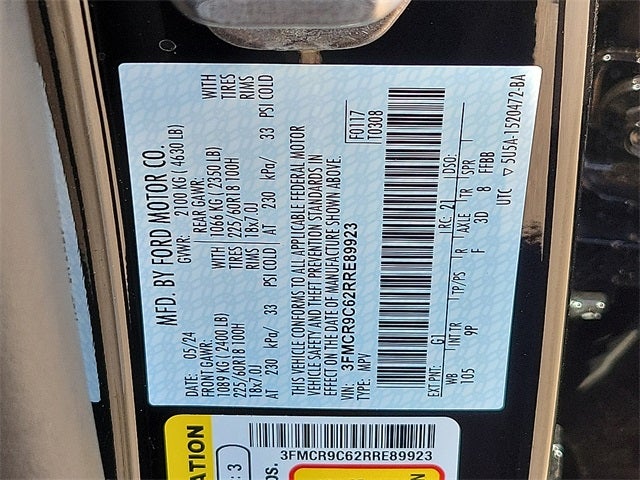 MFD. BY FORD MOTOR CO.
DATE: 05/24
GVWR: 2100 KG ( 4630 LB)
FRONT GAWR:
1089 KG ( 2400 LB)
225/60R18 100H
18x7.0J
AT 230 kPa/ 33 PSI COLD
WITH
TIRES
RIMS
REAR GAWR:
1066 KG ( 2350 LB)
225/60R18 100H
18x7.0J
AT 230 kPa/ 33 PSI COLD
WITH
TIRES
RIMS
THIS VEHICLE CONFORMS TO ALL APPLICABLE FEDERAL MOTOR
VEHICLE SAFETY AND THEFT PREVENTION STANDARDS IN
EFFECT ON THE DATE OF MANUFACTURE SHOWN ABOVE.
VIN: 3FMCR9C62RRE89923
TYPE: MPV
F0117
T0308
EXT PNT: G1 RC: 21 DSO:
WB INT TR TP/PS R AXLE TR SPR
105 9P F 3D 8 FFBB
UTC ▽ 5U5A-1520472-BA
ATION
: 3
OS.
3FMCR9C62RRE89923